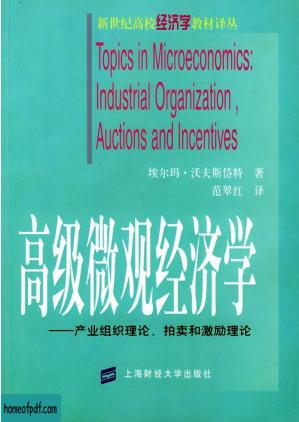 新世纪高校经济学教材译丛
Topics in Microeconomics:
Industrial Organization,
Auctions and Incentives
埃尔玛·沃夫斯岱特 著
范翠红 译
高级微观经济学
——产业组织理论、拍卖和激励理论
上海财经大学出版社
homeofpdf.com
homeofpdf.com